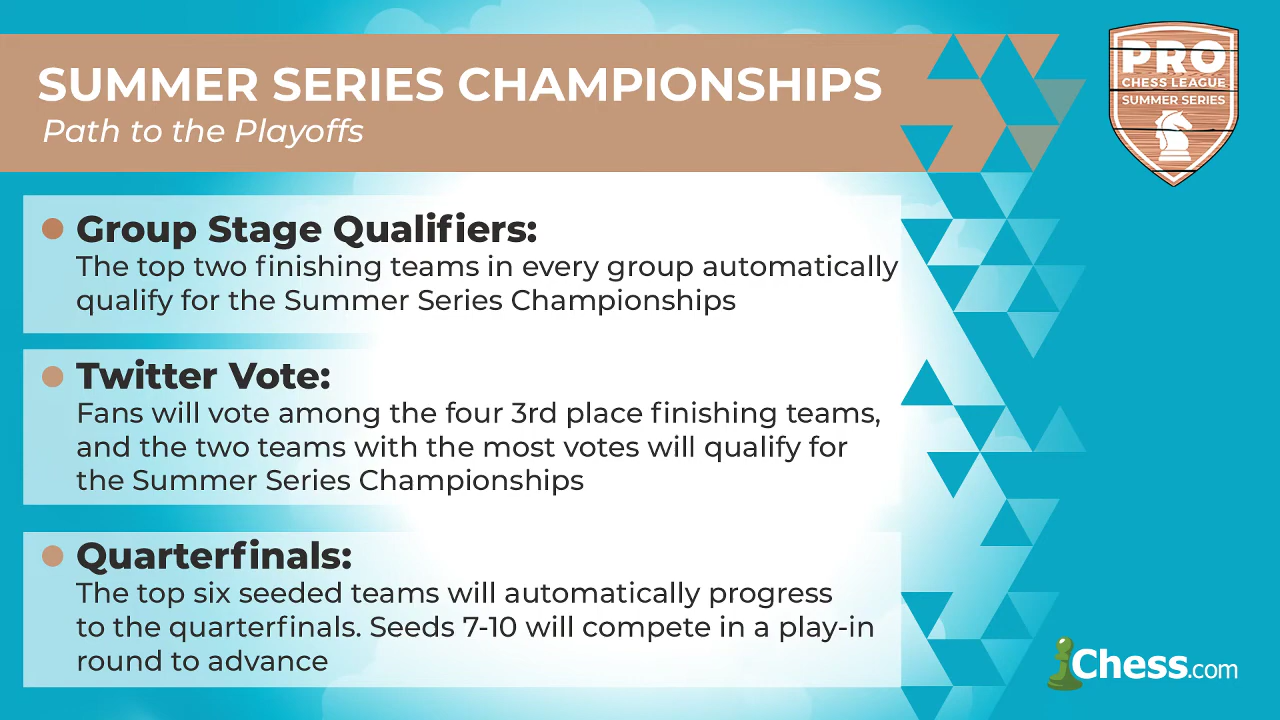 SUMMER SERIES CHAMPIONSHIPS
Path to the Playoffs
PRO
CHESS LEAGUE
SUMMER SERIES
Group Stage Qualifiers:
The top two finishing teams in every group automatically
qualify for the Summer Series Championships
Twitter Vote:
Fans will vote among the four 3rd place finishing teams,
and the two teams with the most votes will qualify for
the Summer Series Championships
Quarterfinals:
The top six seeded teams will automatically progress
to the quarterfinals. Seeds 7-10 will compete in a play-in
round to advance
Chess.com